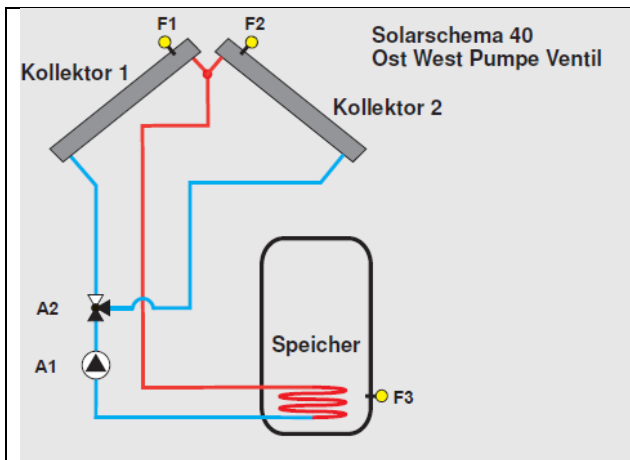 F1
F2
Solarschema 40
Ost West Pumpe Ventil
Kollektor 1
Kollektor 2
A2
Speicher
A1
F3